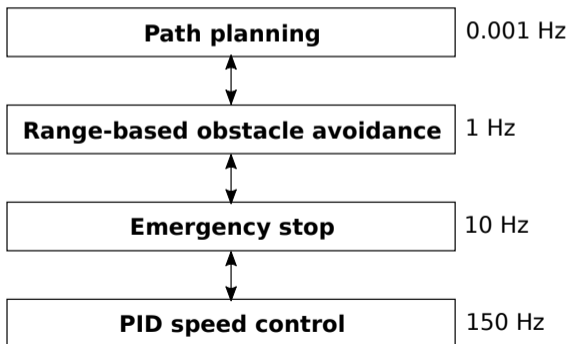 Path planning 0.001 Hz
Range-based obstacle avoidance 1 Hz
Emergency stop 10 Hz
PID speed control 150 Hz